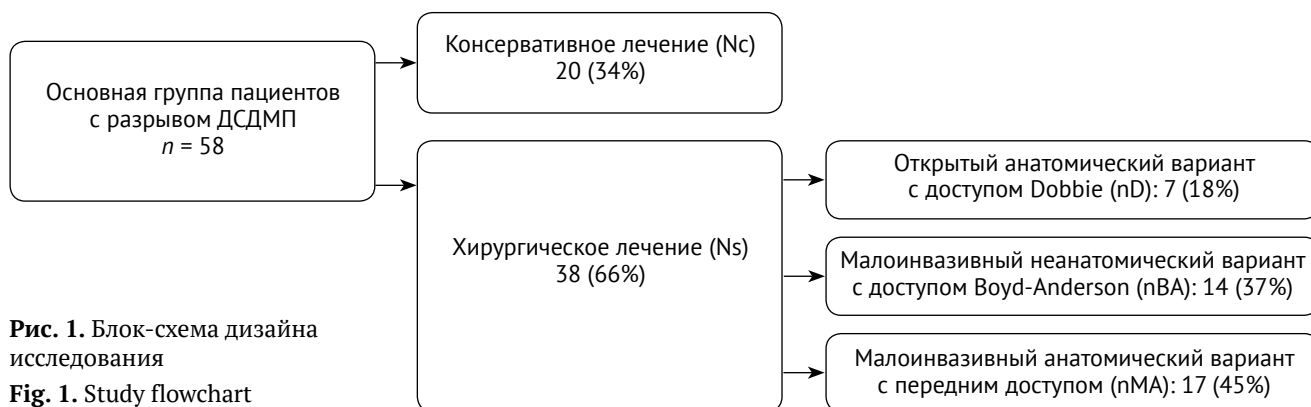 Основная группа пациентов
с разрывом ДСДМП
n = 58
Консервативное лечение (Nc)
20 (34%)
Хирургическое лечение (Ns)
38 (66%)
Открытый анатомический вариант
с доступом Dobbie (nD): 7 (18%)
Малоинвазивный неанатомический вариант
с доступом Boyd-Anderson (nBA): 14 (37%)
Малоинвазивный анатомический вариант
с передним доступом (nMA): 17 (45%)
Рис. 1. Блок-схема дизайна
исследования
Fig. 1. Study flowchart